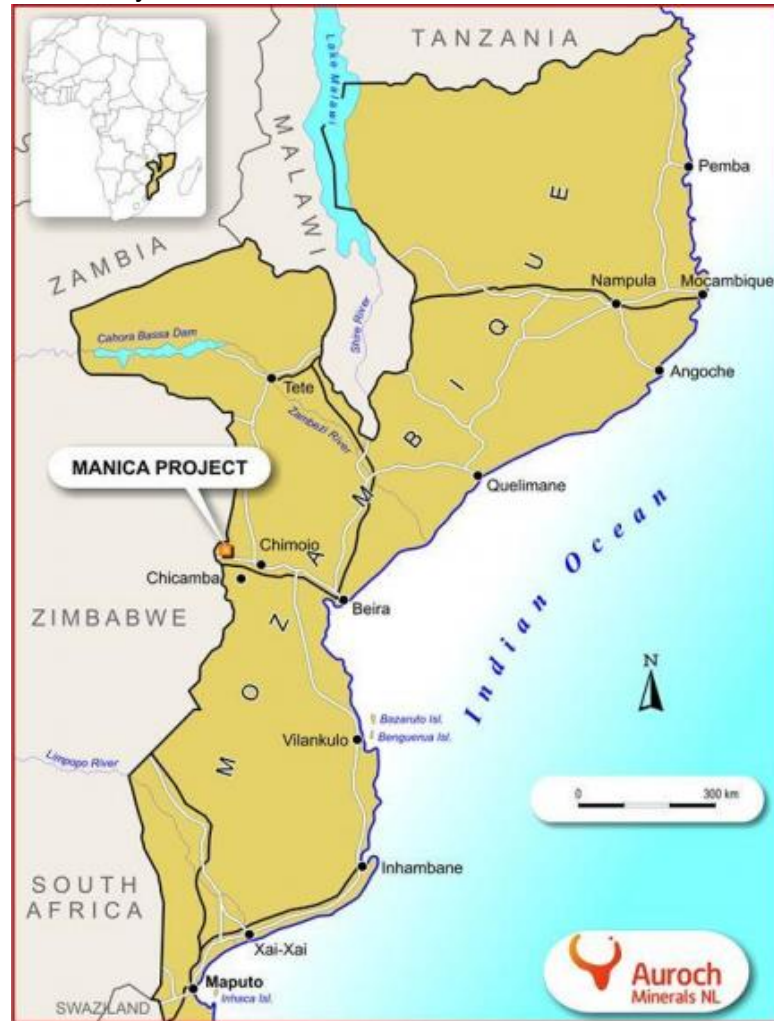 TANZANIA
Lake Malawi
MALAWI
Pemba
ZAMBIA
MOZAMBIQUE
Nampula
Mocambique
Cahora Bassa Dam
Shire River
Angoche
Tete
Zambezi River
MANICA PROJECT
Quelimane
Chimoio
Chicamba
Indian Ocean
ZIMBABWE
Beira
N
Bazaruto Isl.
Vilankulo
Benguerua Isl.
Limpopo River
0 300 km
Inhambane
SOUTH
AFRICA
Xai-Xai
Auroch
Minerals NL
Maputo
Inhaca Isl.
SWAZILAND